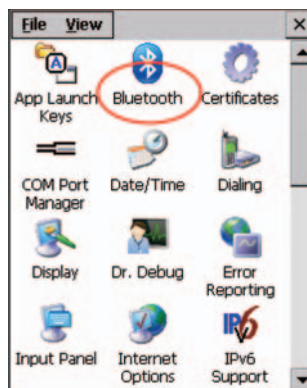 File View
App Launch Bluetooth Certificates
Keys
COM Port Date/Time Dialing
Manager
Display Dr. Debug Error
Reporting
IPv6
Input Panel Internet IPv6
Options Support